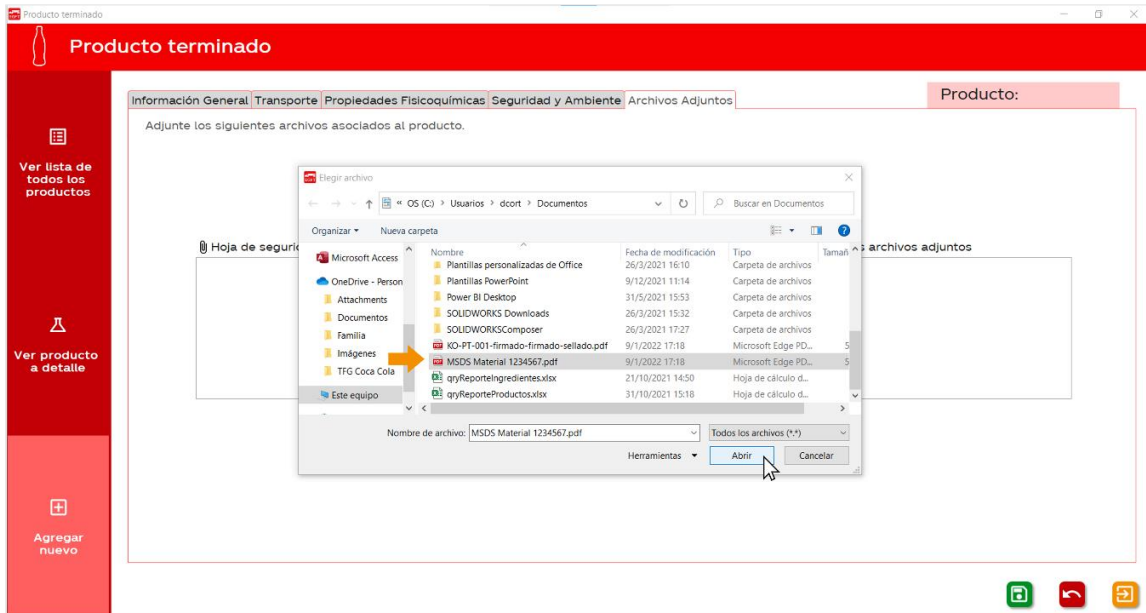 Producto terminado
Producto terminado
Ver lista de
todos los
productos
Ver producto
a detalle
Agregar
nuevo
Información General Transporte Propiedades Fisicoquímicas Seguridad y Ambiente Archivos Adjuntos
Producto:
Adjunte los siguientes archivos asociados al producto.
Hoja de seguri
s archivos adjuntos
Elegir archivo
« OS (C:) > Usuarios > dcort > Documentos
Buscar en Documentos
Organizar Nueva carpeta
Microsoft Access
OneDrive - Person
Attachments
Documentos
Familia
Imágenes
TFG Coca Cola
Este equipo
Nombre Fecha de modificación Tipo Tamañ
Plantillas personalizadas de Office 26/3/2021 16:10 Carpeta de archivos
Plantillas PowerPoint 9/12/2021 11:14 Carpeta de archivos
Power BI Desktop 31/5/2021 15:53 Carpeta de archivos
SOLIDWORKS Downloads 26/3/2021 15:32 Carpeta de archivos
SOLIDWORKSComposer 26/3/2021 17:27 Carpeta de archivos
KO-PT-001-firmado-firmado-sellado.pdf 9/1/2022 17:18 Microsoft Edge PD... 5
MSDS Material 1234567.pdf 9/1/2022 17:18 Microsoft Edge PD... 5
qryReporteIngredientes.xlsx 21/10/2021 14:50 Hoja de cálculo d...
qryReporteProductos.xlsx 31/10/2021 15:18 Hoja de cálculo d...
Nombre de archivo: MSDS Material 1234567.pdf Todos los archivos (*.*)
Herramientas Abrir Cancelar